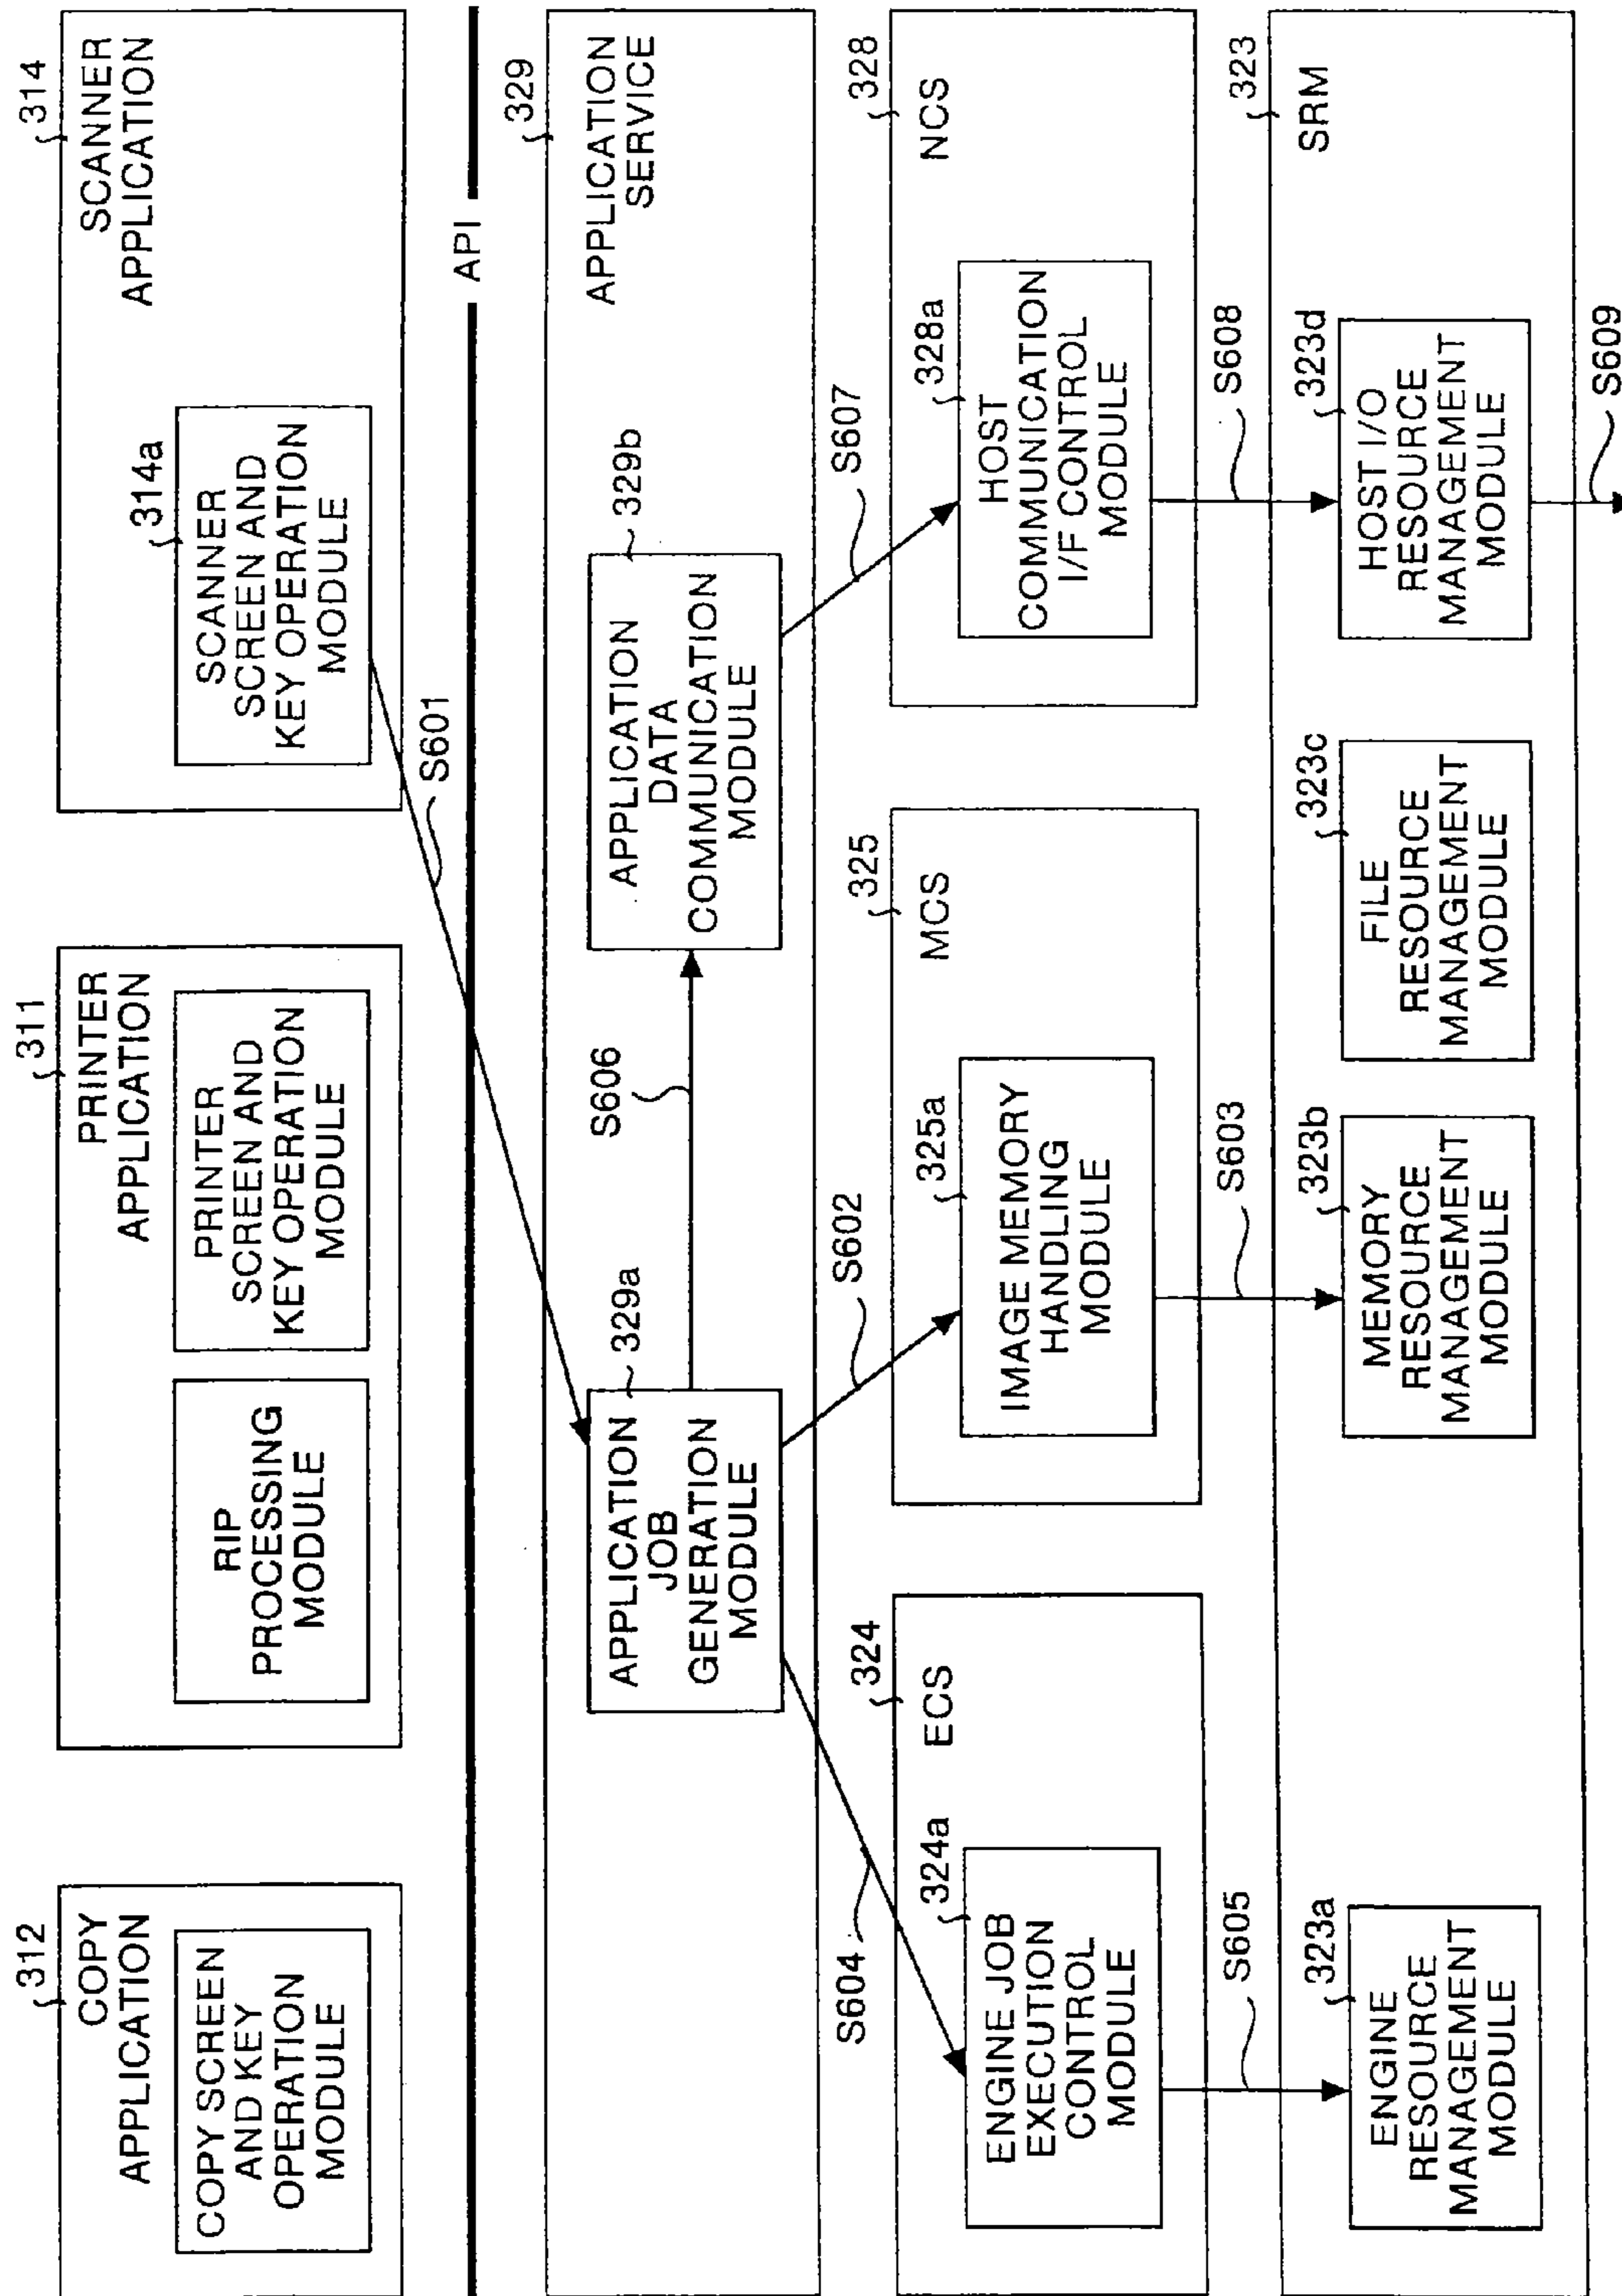 312
COPY
APPLICATION
COPY SCREEN
AND KEY
OPERATION
MODULE
311
PRINTER
APPLICATION
RIP
PROCESSING
MODULE
PRINTER
SCREEN AND
KEY OPERATION
MODULE
314
SCANNER
APPLICATION
314a
SCANNER
SCREEN AND
KEY OPERATION
MODULE
S601
API
329
APPLICATION
SERVICE
329a
APPLICATION
JOB
GENERATION
MODULE
S606
329b
APPLICATION
DATA
COMMUNICATION
MODULE
S604
S602
S607
324
ECS
324a
ENGINE JOB
EXECUTION
CONTROL
MODULE
325
MCS
325a
IMAGE MEMORY
HANDLING
MODULE
328
NCS
328a
HOST
COMMUNICATION
I/F CONTROL
MODULE
S605
S603
S608
323
SRM
323a
ENGINE
RESOURCE
MANAGEMENT
MODULE
323b
MEMORY
RESOURCE
MANAGEMENT
MODULE
323c
FILE
RESOURCE
MANAGEMENT
MODULE
323d
HOST I/O
RESOURCE
MANAGEMENT
MODULE
S609